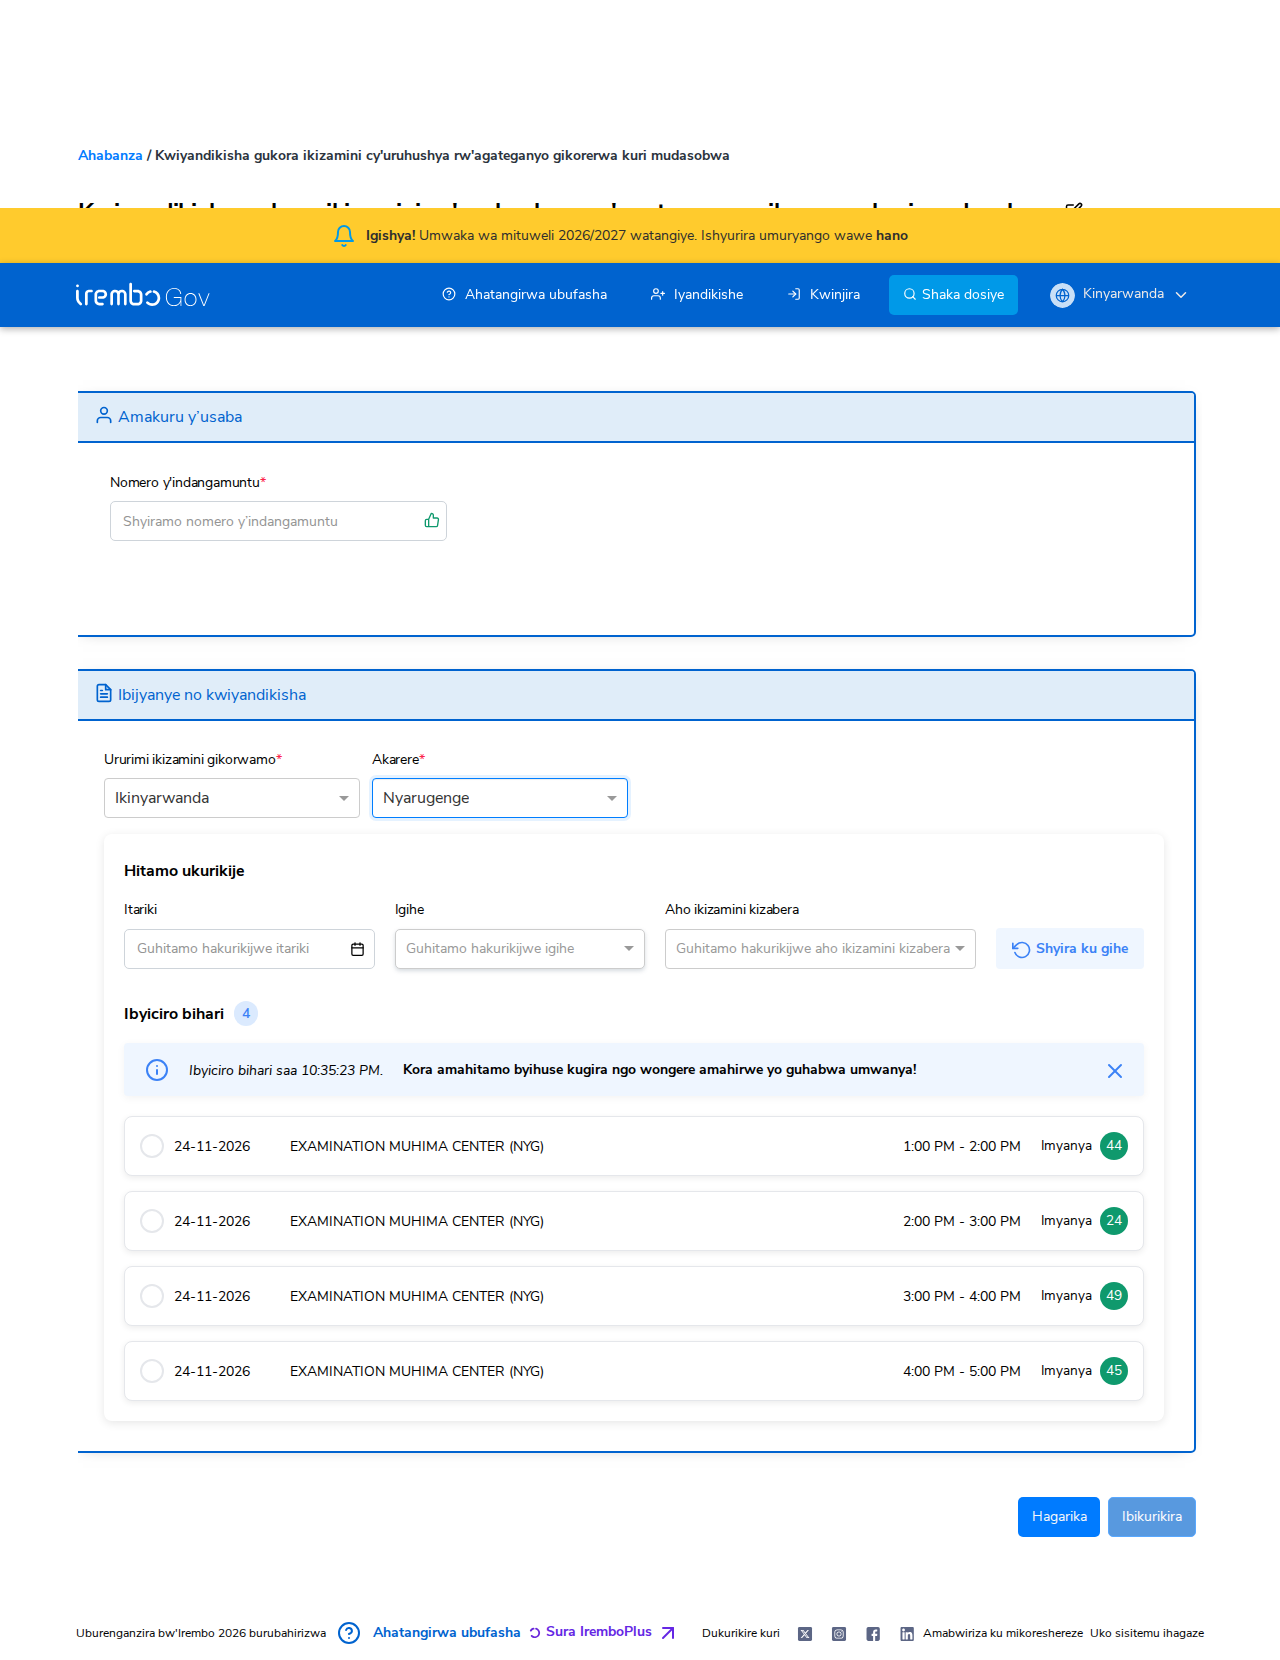 Ahabanza / Kwiyandikisha gukora ikizamini cy'uruhushya rw'agateganyo gikorerwa kuri mudasobwa
Igishya! Umwaka wa mituweli 2026/2027 watangiye. Ishyurira umuryango wawe hano
irembo Gov
Ahatangirwa ubufasha
Iyandikishe
Kwinjira
Shaka dosiye
Kinyarwanda
Amakuru y’usaba
Nomero y'indangamuntu*
Shyiramo nomero y’indangamuntu
Ibijyanye no kwiyandikisha
Ururimi ikizamini gikorwamo* Akarere*
Ikinyarwanda Nyarugenge
Hitamo ukurikije
Itariki Igihe Aho ikizamini kizabera
Guhitamo hakurikijwe itariki Guhitamo hakurikijwe igihe Guhitamo hakurikijwe aho ikizamini kizabera Shyira ku gihe
Ibyiciro bihari 4
Ibyiciro bihari saa 10:35:23 PM. Kora amahitamo byihuse kugira ngo wongere amahirwe yo guhabwa umwanya!
24-11-2026 EXAMINATION MUHIMA CENTER (NYG) 1:00 PM - 2:00 PM Imyanya 44
24-11-2026 EXAMINATION MUHIMA CENTER (NYG) 2:00 PM - 3:00 PM Imyanya 24
24-11-2026 EXAMINATION MUHIMA CENTER (NYG) 3:00 PM - 4:00 PM Imyanya 49
24-11-2026 EXAMINATION MUHIMA CENTER (NYG) 4:00 PM - 5:00 PM Imyanya 45
Hagarika Ibikurikira
Uburenganzira bw'Irembo 2026 burubahirizwa Ahatangirwa ubufasha Sura IremboPlus Dukurikire kuri Amabwiriza ku mikoreshereze Uko sisitemu ihagaze